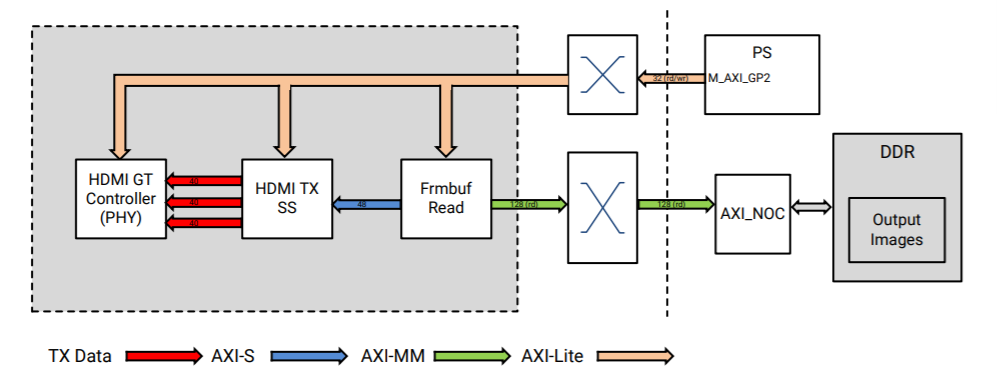 PS
32 (rd/wr)
M_AXI_GP2
DDR
HDMI GT
Controller
(PHY)
40
40
40
HDMI TX
SS
48
Frmbuf
Read
128 (rd)
128 (rd)
AXI_NOC
Output
Images
TX Data
AXI-S
AXI-MM
AXI-Lite